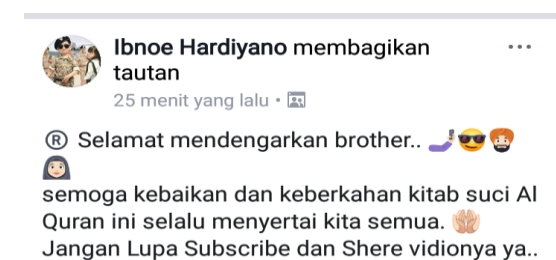 Ibnoe Hardiyano membagikan
tautan
25 menit yang lalu •
® Selamat mendengarkan brother.. 🤳😎👳🏻‍♂️
🧕🏻
semoga kebaikan dan keberkahan kitab suci Al
Quran ini selalu menyertai kita semua. 🤲🏻
Jangan Lupa Subscribe dan Shere vidionya ya..